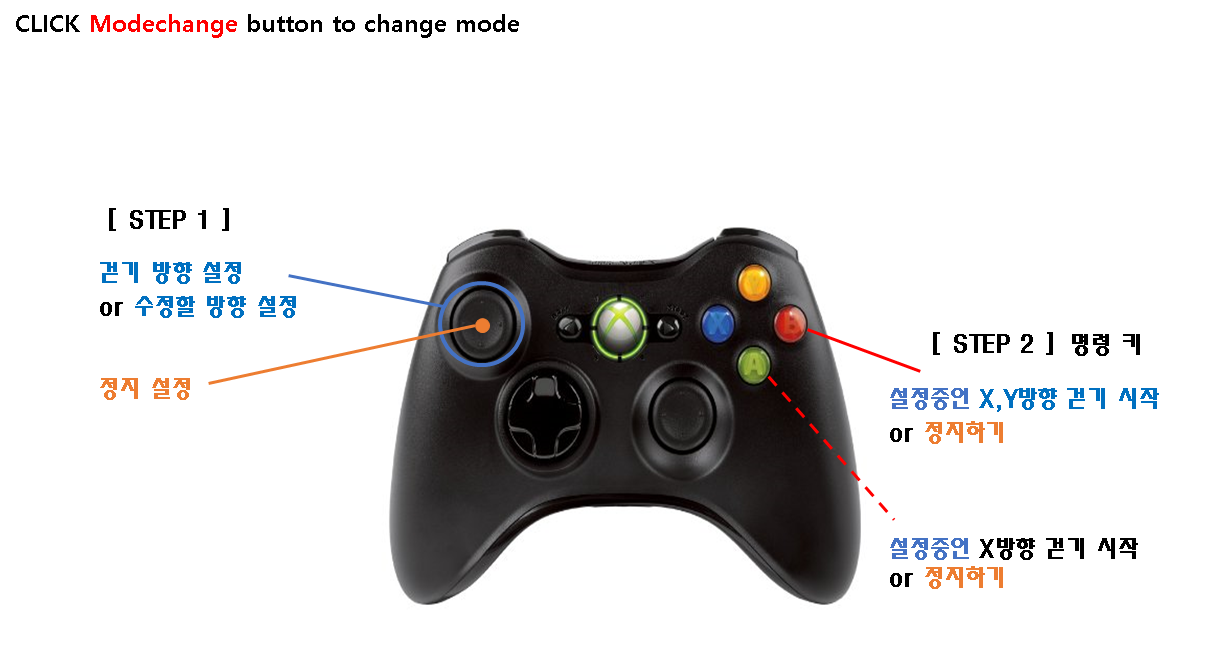 CLICK Modechange button to change mode
[ STEP 1 ]
걷기 방향 설정
or 수정할 방향 설정
정지 설정
Y
X
B
A
[ STEP 2 ] 명령 키
설정중인 X,Y방향 걷기 시작
or 정지하기
설정중인 X방향 걷기 시작
or 정지하기